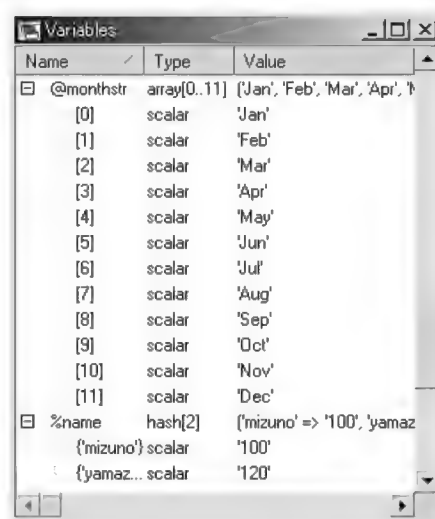 Variables
Name Type Value
@monthstr array[0..11] ('Jan', 'Feb', 'Mar', 'Apr', 'M
[0] scalar 'Jan'
[1] scalar 'Feb'
[2] scalar 'Mar'
[3] scalar 'Apr'
[4] scalar 'May'
[5] scalar 'Jun'
[6] scalar 'Jul'
[7] scalar 'Aug'
[8] scalar 'Sep'
[9] scalar 'Oct'
[10] scalar 'Nov'
[11] scalar 'Dec'
%name hash[2] ('mizuno' => '100', 'yamaz
{'mizuno'} scalar '100'
{'yamaz... scalar '120'